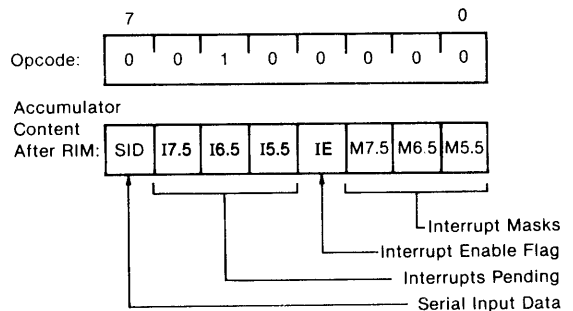 7 0
Opcode: 0 0 1 0 0 0 0 0
Accumulator
Content
After RIM: SID I7.5 I6.5 I5.5 IE M7.5 M6.5 M5.5
Interrupt Masks
Interrupt Enable Flag
Interrupts Pending
Serial Input Data